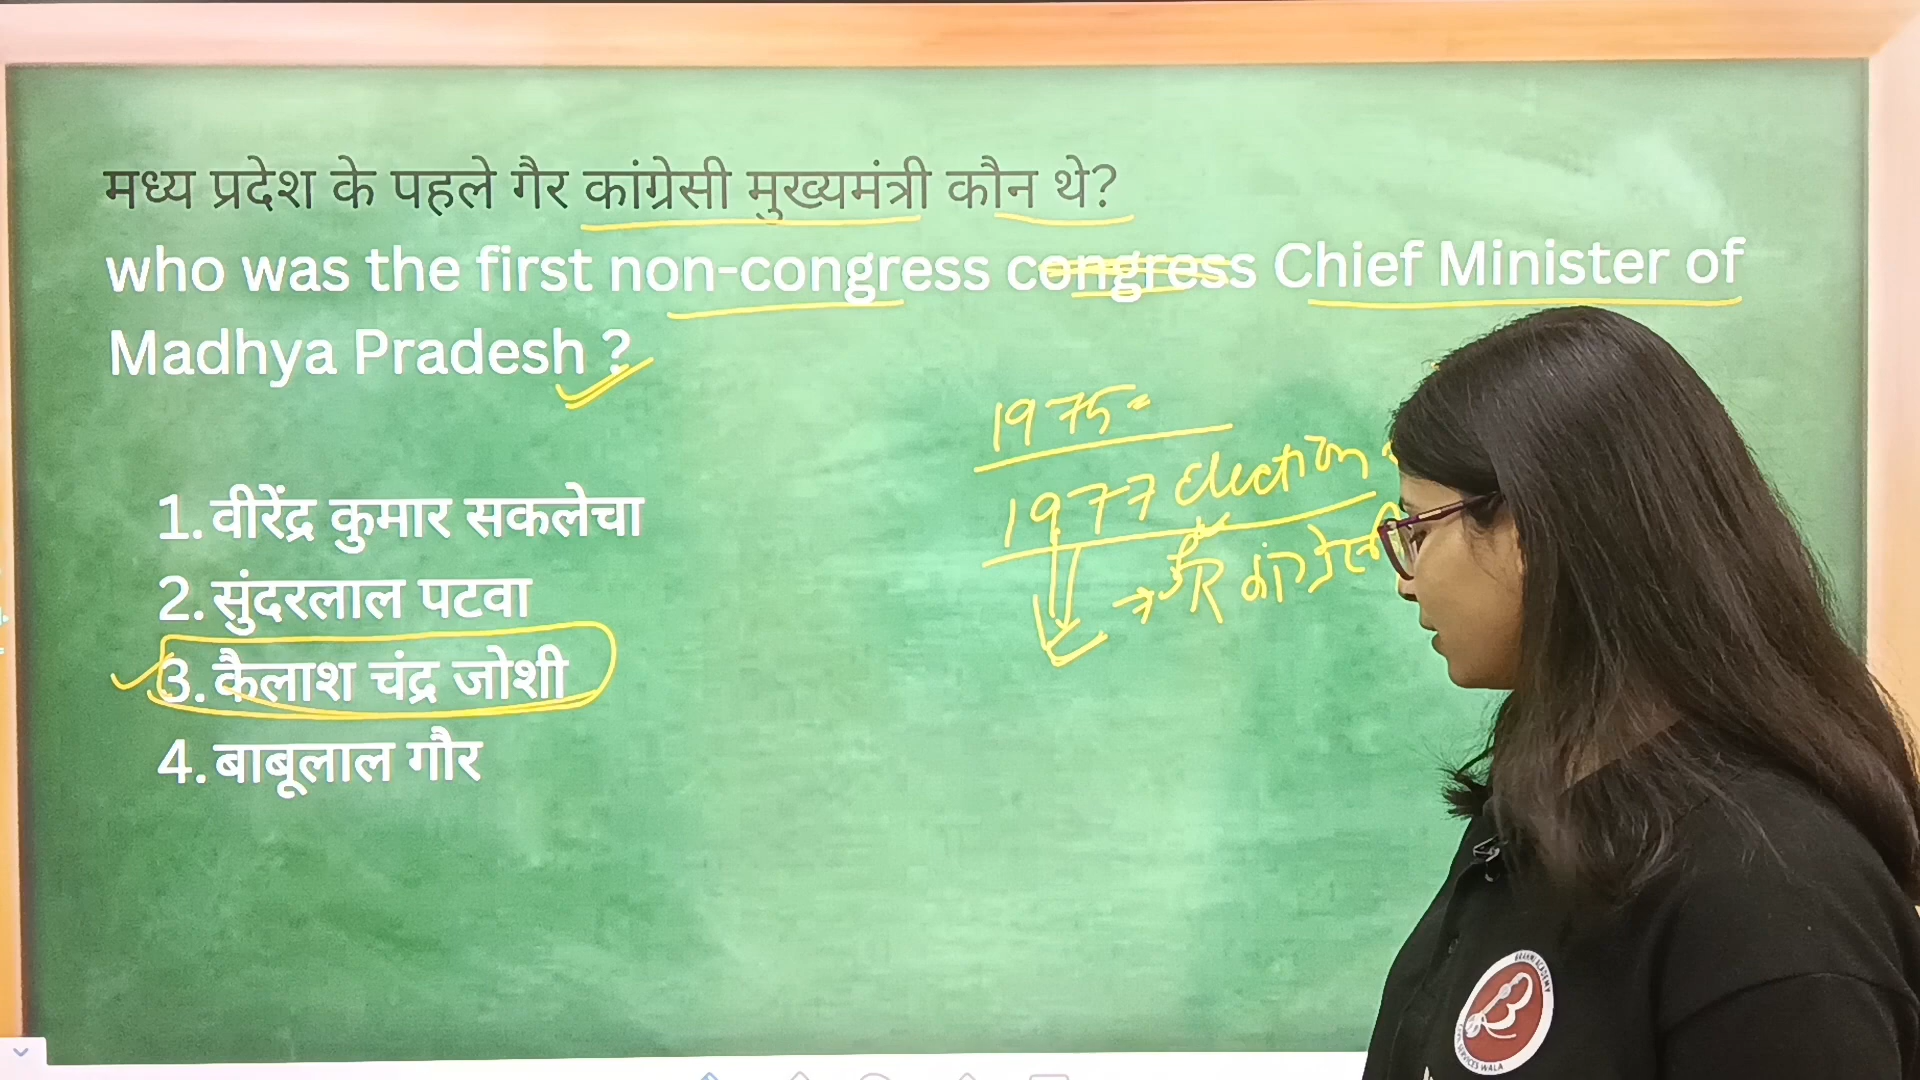 मध्य प्रदेश के पहले गैर कांग्रेसी मुख्यमंत्री कौन थे?
who was the first non-congress congress Chief Minister of
Madhya Pradesh ?
1. वीरेंद्र कुमार सकलेचा
2. सुंदरलाल पटवा
3. कैलाश चंद्र जोशी
4. बाबूलाल गौर
1975
1977 election